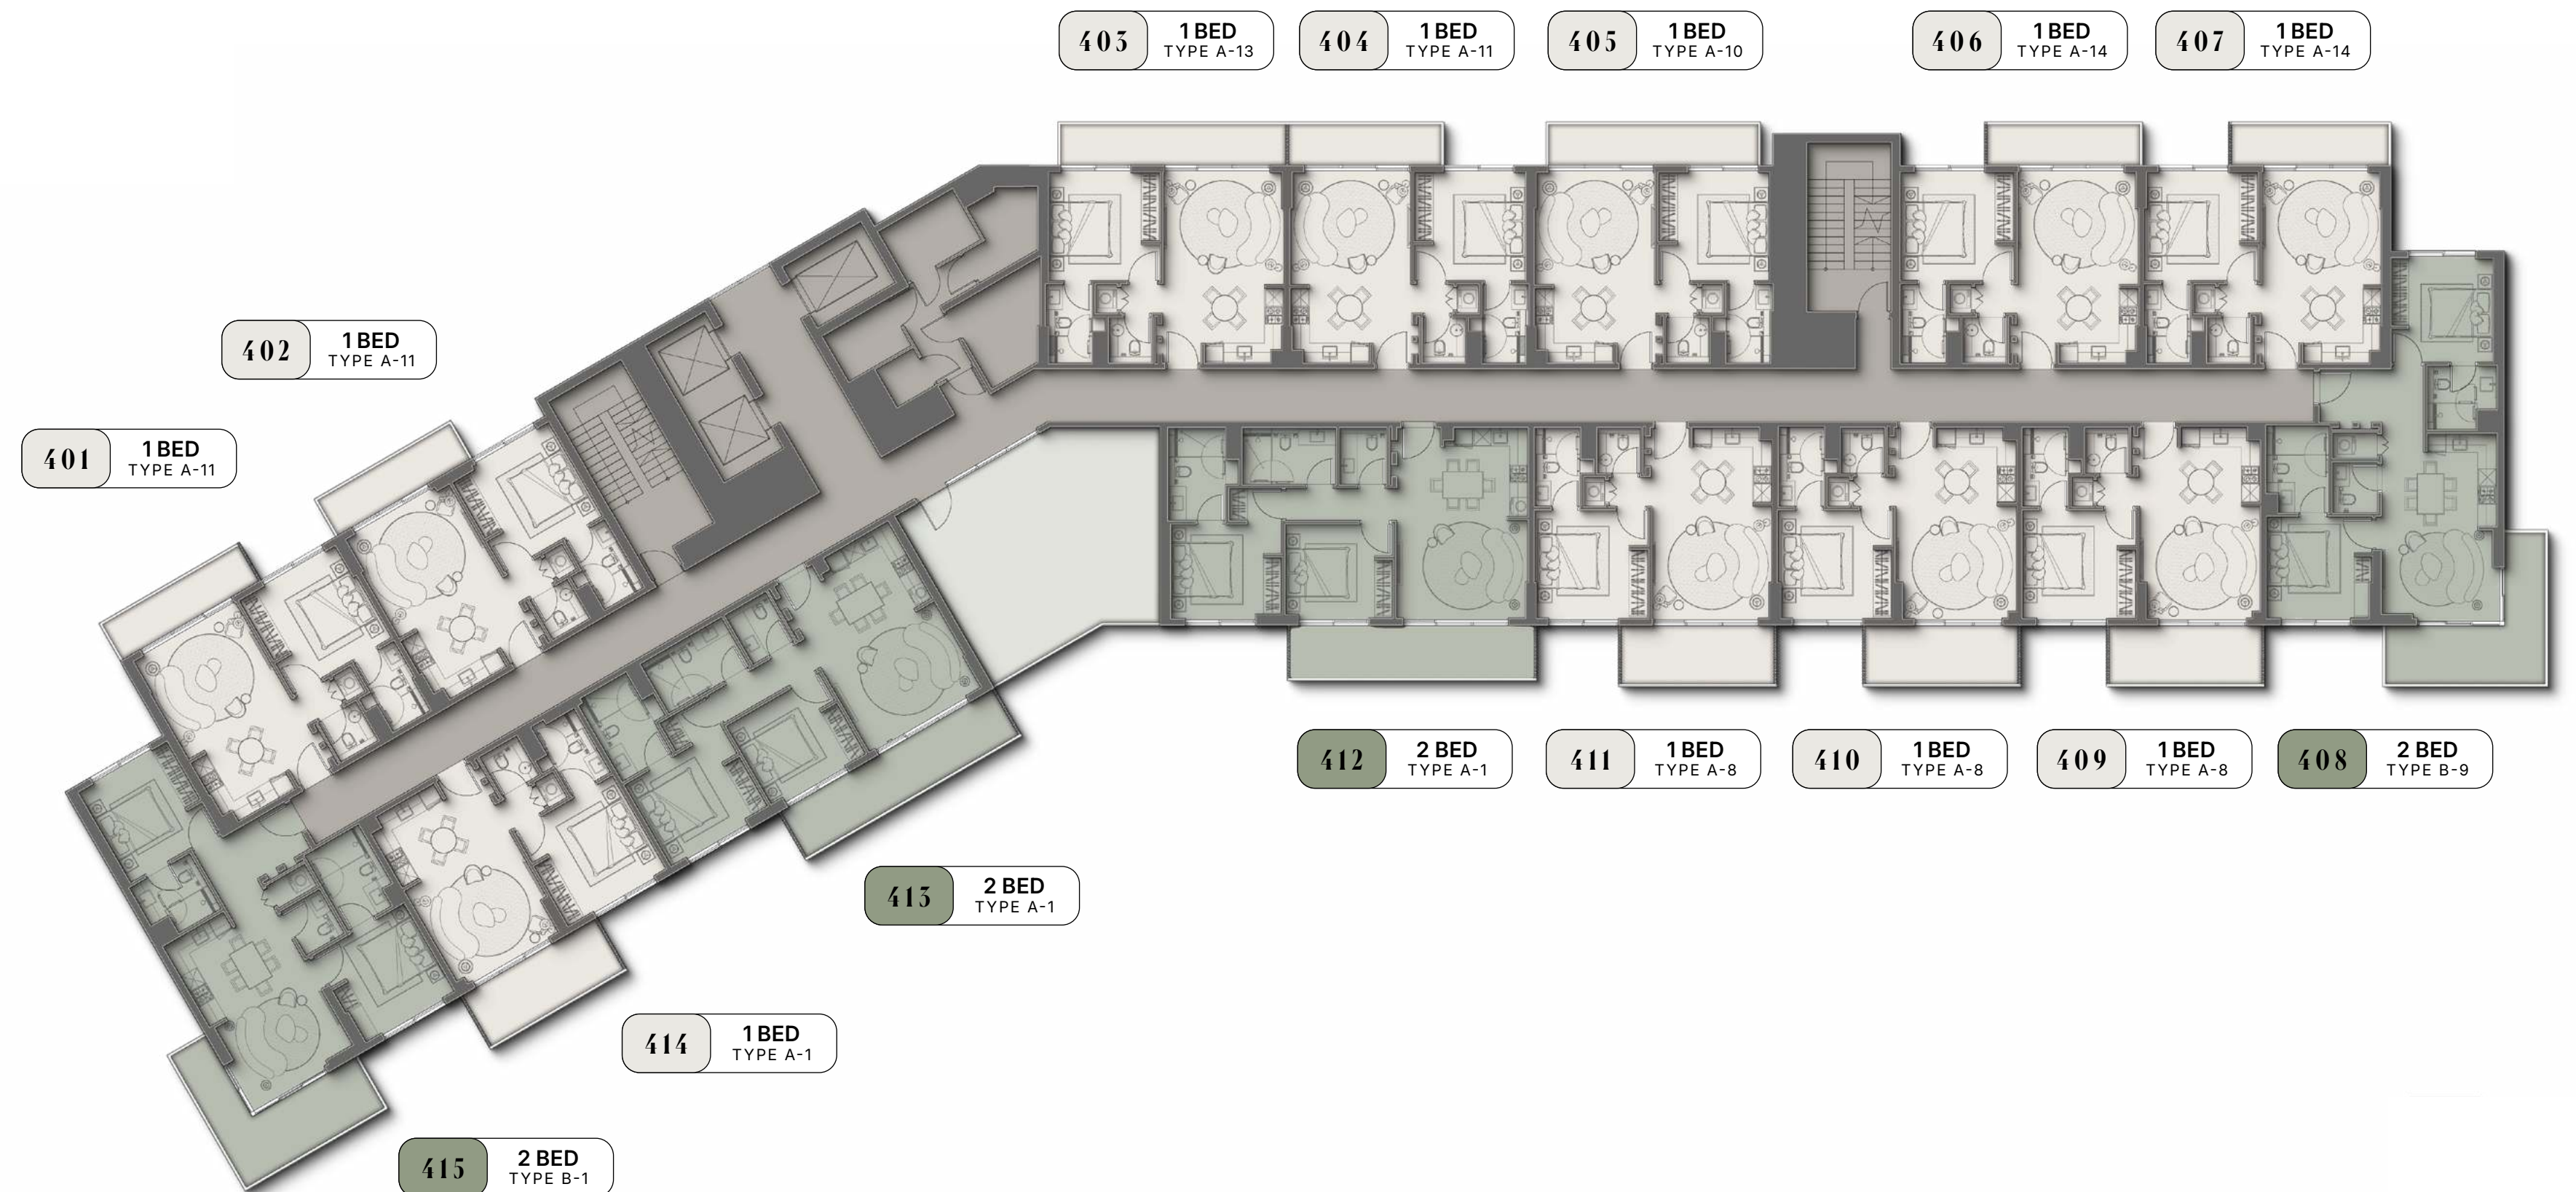 403
1 BED
TYPE A-13
404
1 BED
TYPE A-11
405
1 BED
TYPE A-10
406
1 BED
TYPE A-14
407
1 BED
TYPE A-14
402
1 BED
TYPE A-11
401
1 BED
TYPE A-11
412
2 BED
TYPE A-1
411
1 BED
TYPE A-8
410
1 BED
TYPE A-8
409
1 BED
TYPE A-8
408
2 BED
TYPE B-9
413
2 BED
TYPE A-1
414
1 BED
TYPE A-1
415
2 BED
TYPE B-1